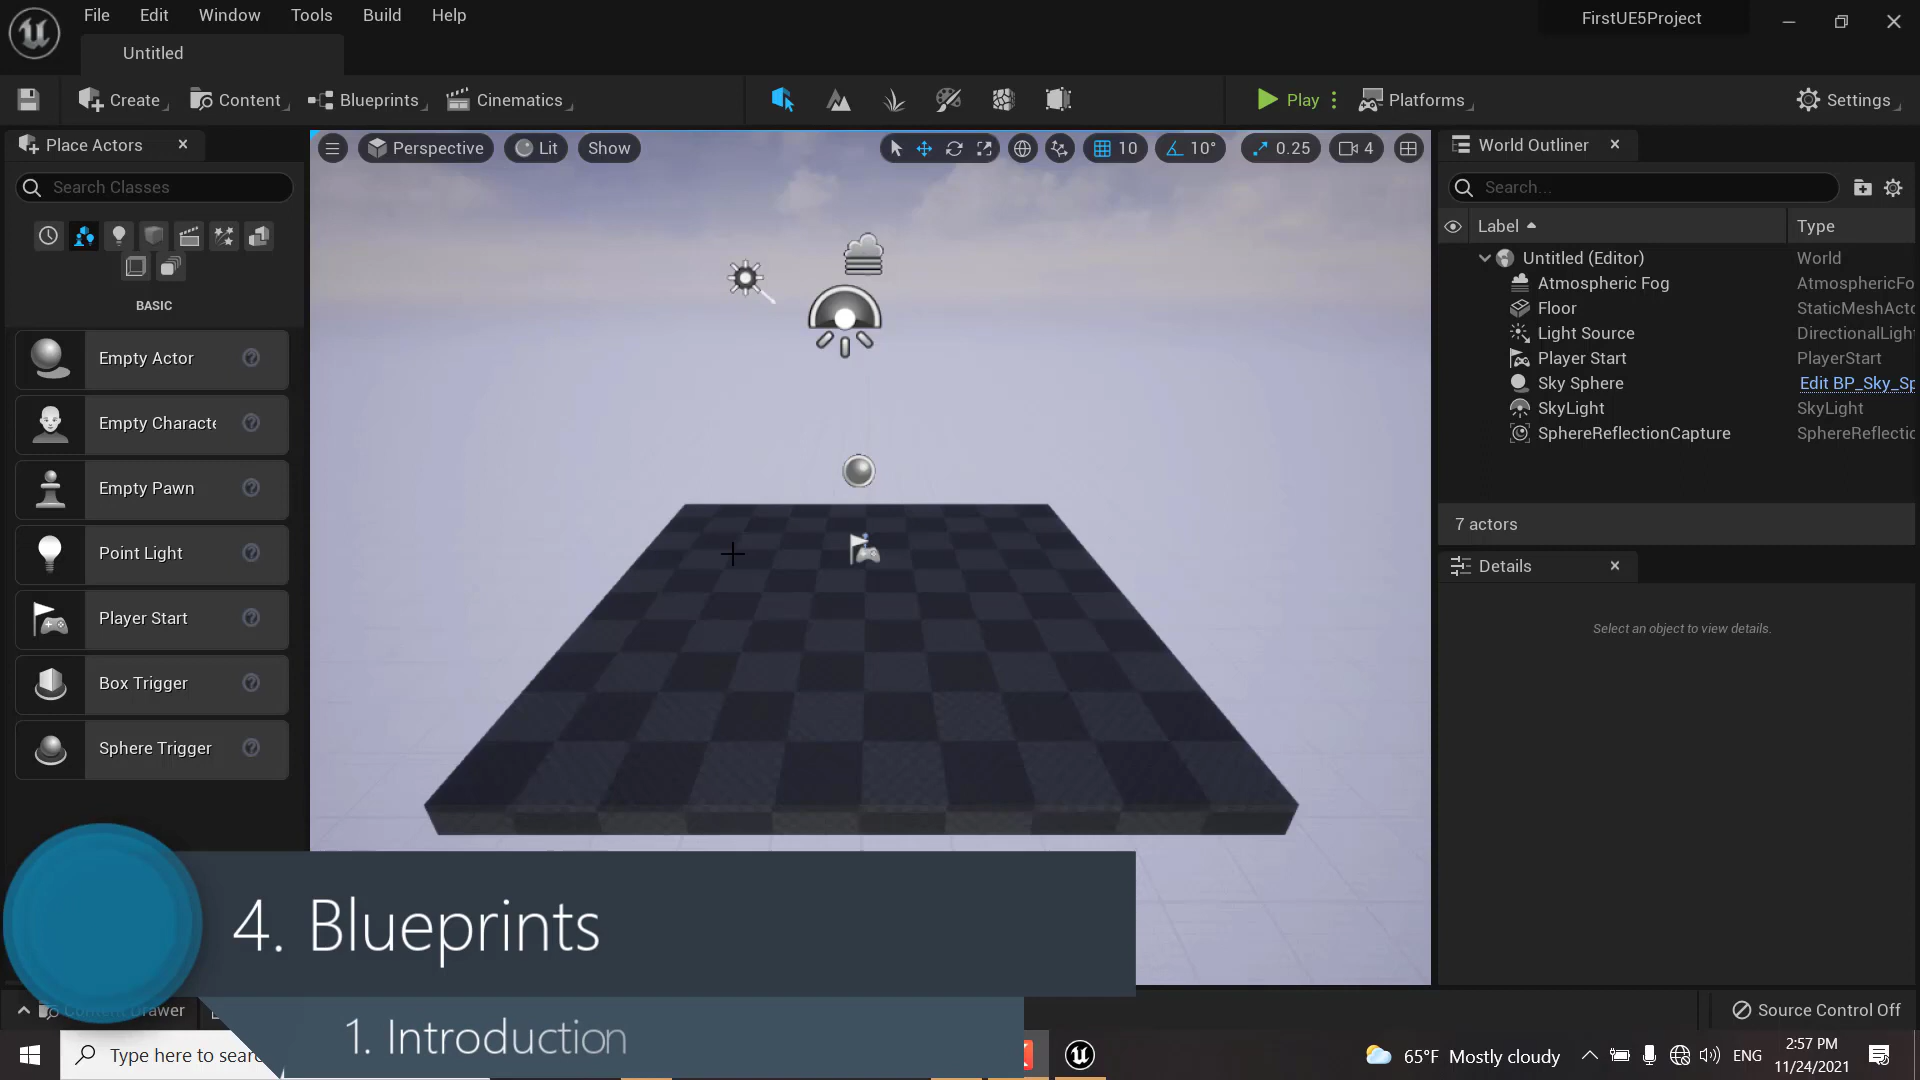 File Edit Window Tools Build Help
FirstUE5Project
Untitled
Create Content Blueprints Cinematics Play Platforms Settings
Place Actors
Perspective Lit Show 10 10° 0.25 4
World Outliner
Search Classes
Search...
Label Type
BASIC
Untitled (Editor) World
Atmospheric Fog AtmosphericFo
Floor StaticMeshActo
Light Source DirectionalLigh
Player Start PlayerStart
Sky Sphere Edit BP_Sky_Sp
SkyLight SkyLight
SphereReflectionCapture SphereReflectio
7 actors
Details
Select an object to view details.
Empty Actor
Empty Characte
Empty Pawn
Point Light
Player Start
Box Trigger
Sphere Trigger
4. Blueprints
1. Introduction
Content Drawer
Source Control Off
Type here to searc
65°F Mostly cloudy
ENG
2:57 PM
11/24/2021